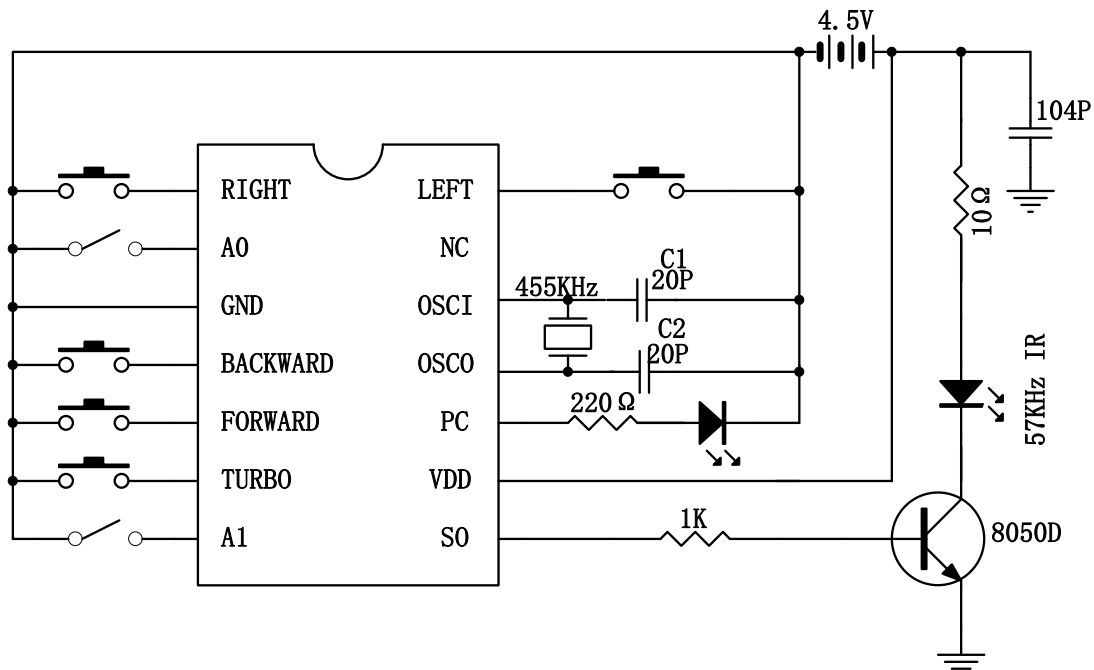 4.5V
104P
RIGHT
LEFT
10Ω
A0
NC
C1
20P
455KHz
GND
OSCI
C2
20P
BACKWARD
OSCO
57KHz IR
220Ω
FORWARD
PC
TURBO
VDD
1K
A1
SO
8050D